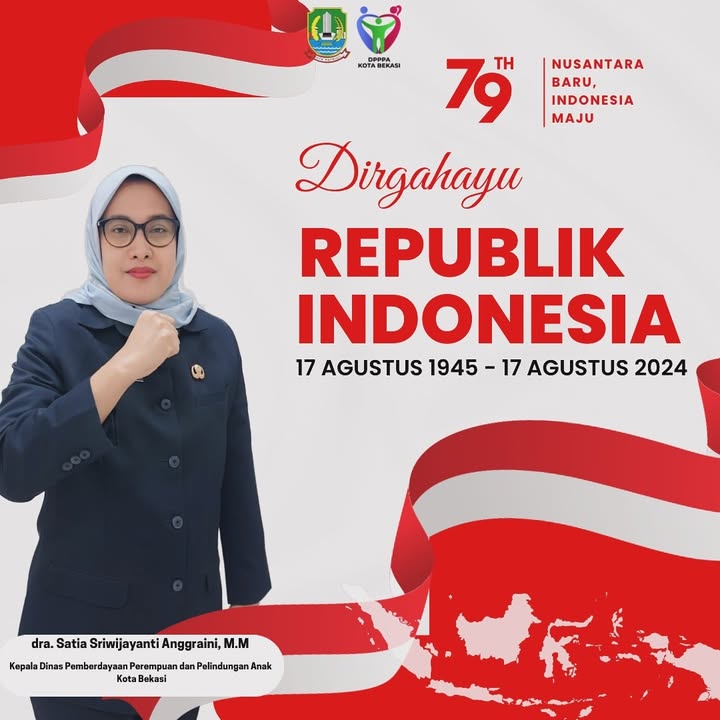 DPPPA
KOTA BEKASI
79TH
NUSANTARA
BARU,
INDONESIA
MAJU
Dirgahayu
REPUBLIK
INDONESIA
17 AGUSTUS 1945 - 17 AGUSTUS 2024
dra. Satia Sriwijayanti Anggraini, M.M
Kepala Dinas Pemberdayaan Perempuan dan Pelindungan Anak
Kota Bekasi